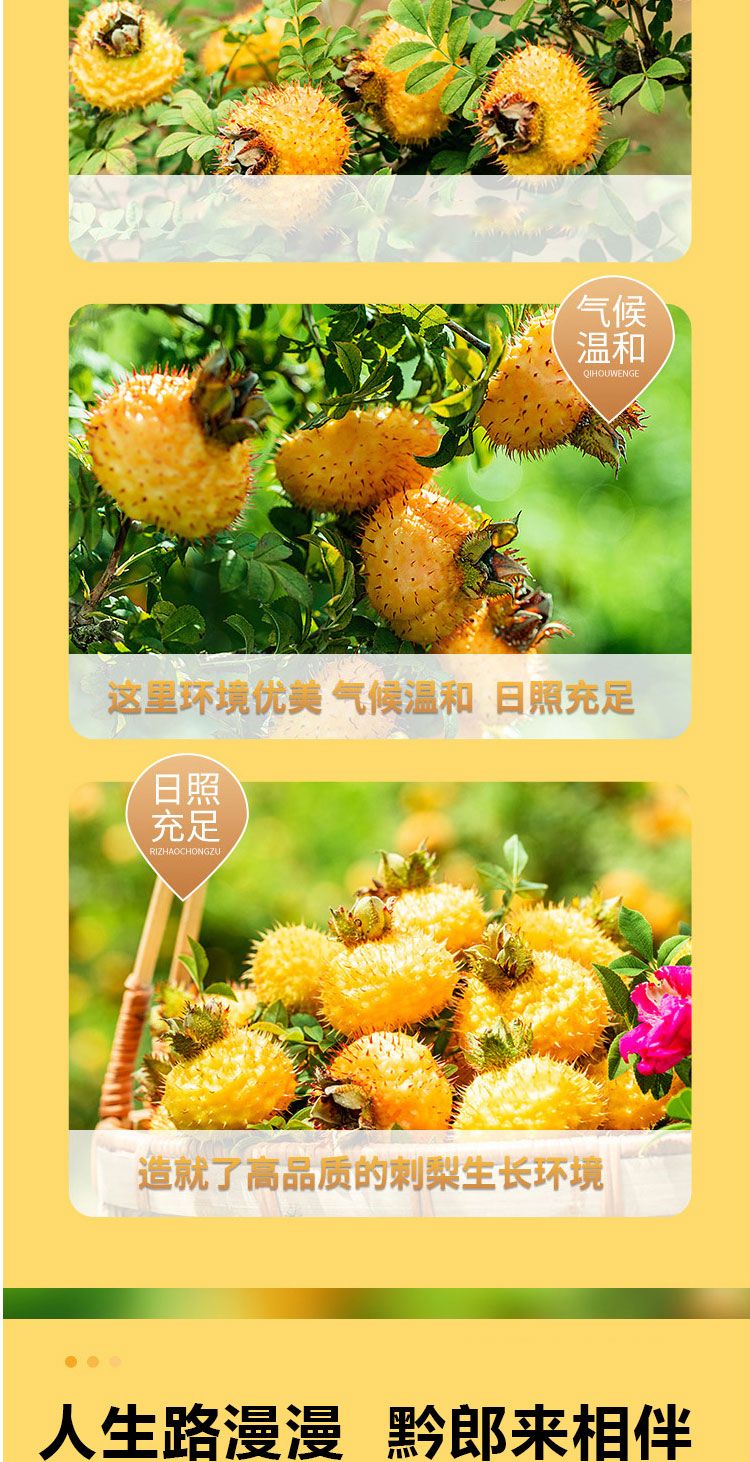 气候
温和
QIHOUWENGE
这里环境优美 气候温和 日照充足
日照
充足
RIZHAOCHONGZU
造就了高品质的刺梨生长环境
人生路漫漫 黔郎来相伴